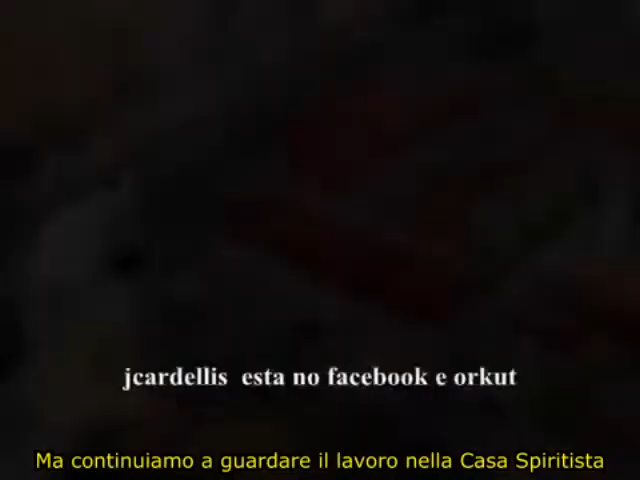 jcardellis esta no facebook e orkut
Ma continuiamo a guardare il lavoro nella Casa Spiritista